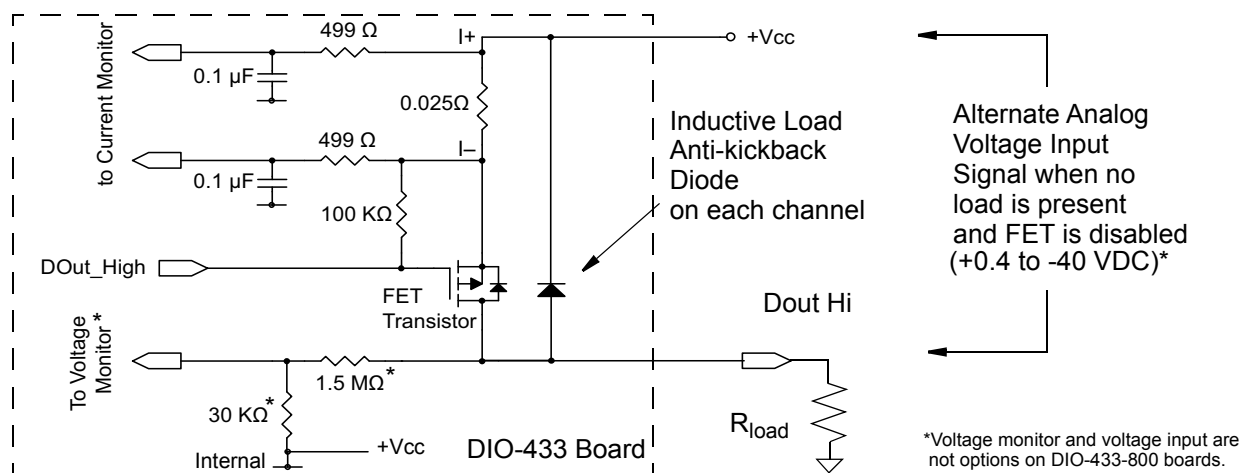 to Current Monitor
499 Ω
I+
+Vcc
0.1 µF
0.025Ω
499 Ω
I–
0.1 µF
100 KΩ
DOut_High
FET
Transistor
To Voltage
Monitor*
1.5 MΩ*
30 KΩ*
+Vcc
Internal
DIO-433 Board
Inductive Load
Anti-kickback
Diode
on each channel
Dout Hi
Rload
Alternate Analog
Voltage Input
Signal when no
load is present
and FET is disabled
(+0.4 to -40 VDC)*
*Voltage monitor and voltage input are
not options on DIO-433-800 boards.